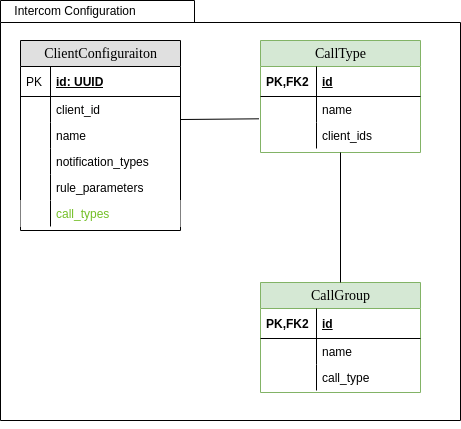 Intercom Configuration
ClientConfiguraiton
PK id: UUID
client_id
name
notification_types
rule_parameters
call_types
CallType
PK,FK2 id
name
client_ids
CallGroup
PK,FK2 id
name
call_type